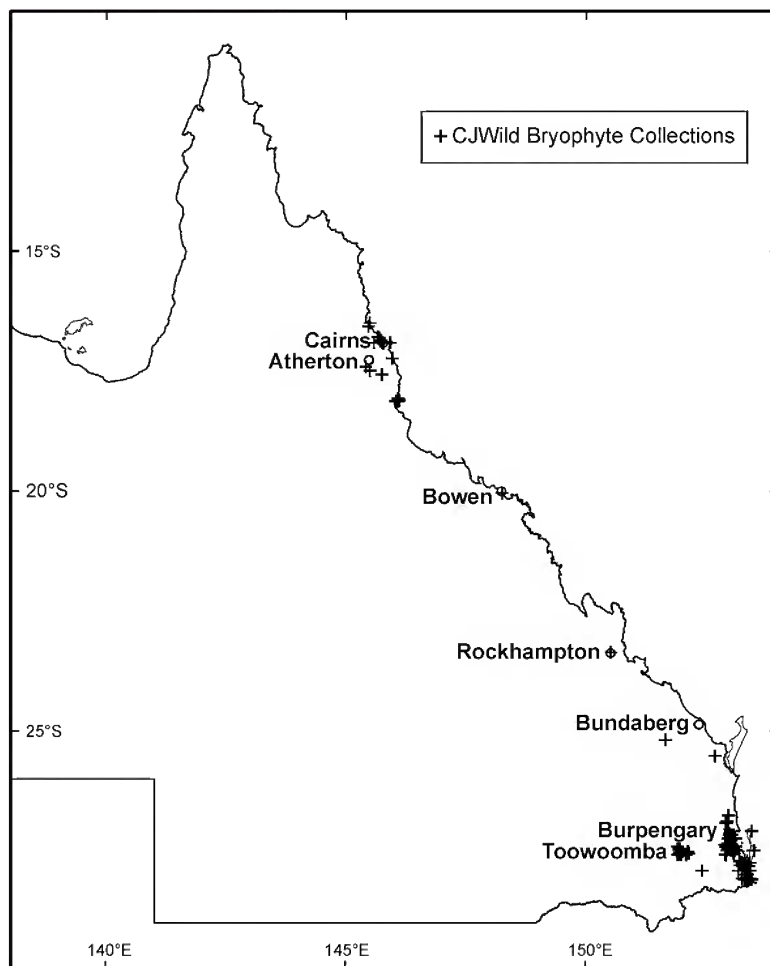 + CJWild Bryophyte Collections
15°S
Cairns
Atherton
20°S
Bowen
Rockhampton
25°S
Bundaberg
Burpengary
Toowoomba
140°E
145°E
150°E